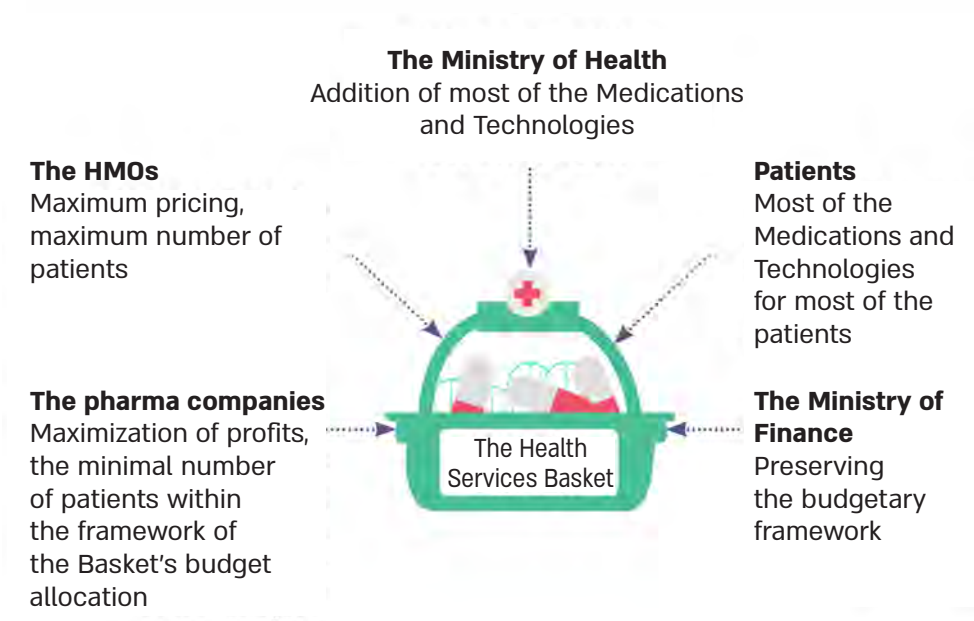 The Ministry of Health
Addition of most of the Medications
and Technologies
The HMOs
Maximum pricing,
maximum number of
patients
Patients
Most of the
Medications and
Technologies
for most of the
patients
The pharma companies
Maximization of profits,
the minimal number
of patients within
the framework of
the Basket's budget
allocation
The Health
Services Basket
The Ministry of
Finance
Preserving
the budgetary
framework